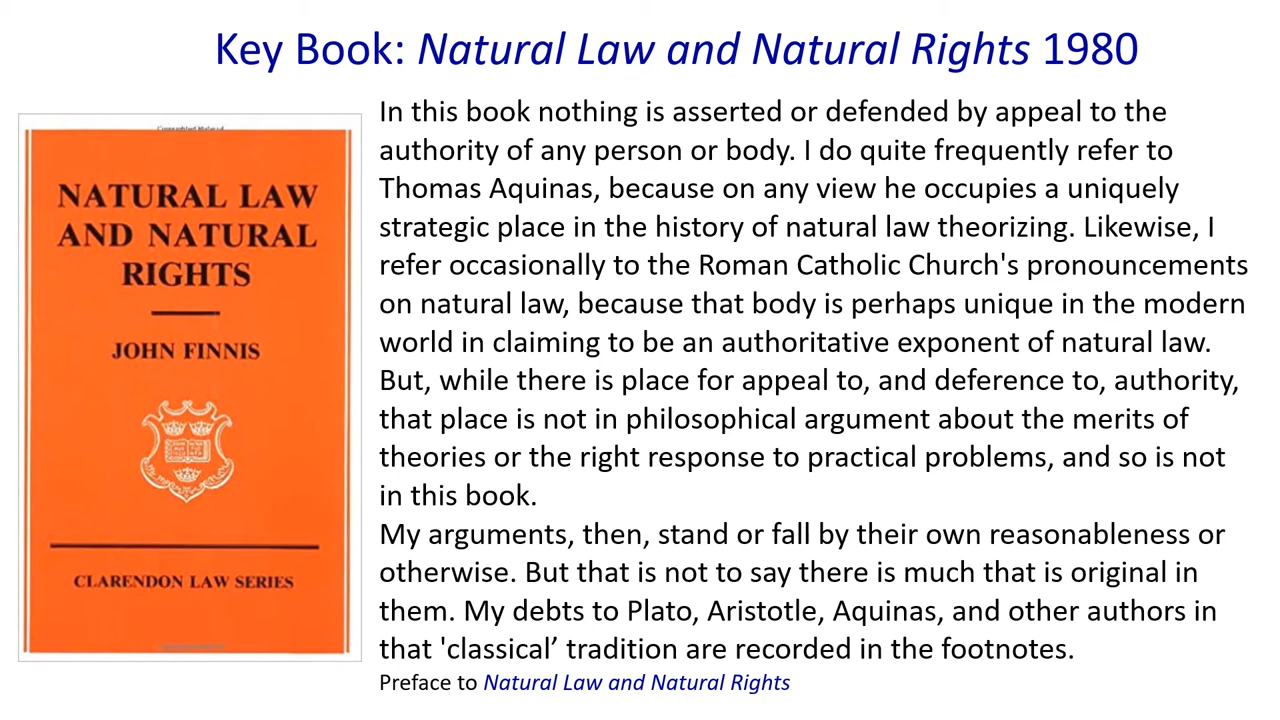 Key Book: Natural Law and Natural Rights 1980
NATURAL LAW
AND NATURAL
RIGHTS
JOHN FINNIS
CLARENDON LAW SERIES
In this book nothing is asserted or defended by appeal to the
authority of any person or body. I do quite frequently refer to
Thomas Aquinas, because on any view he occupies a uniquely
strategic place in the history of natural law theorizing. Likewise, I
refer occasionally to the Roman Catholic Church's pronouncements
on natural law, because that body is perhaps unique in the modern
world in claiming to be an authoritative exponent of natural law.
But, while there is place for appeal to, and deference to, authority,
that place is not in philosophical argument about the merits of
theories or the right response to practical problems, and so is not
in this book.
My arguments, then, stand or fall by their own reasonableness or
otherwise. But that is not to say there is much that is original in
them. My debts to Plato, Aristotle, Aquinas, and other authors in
that 'classical’ tradition are recorded in the footnotes.
Preface to Natural Law and Natural Rights